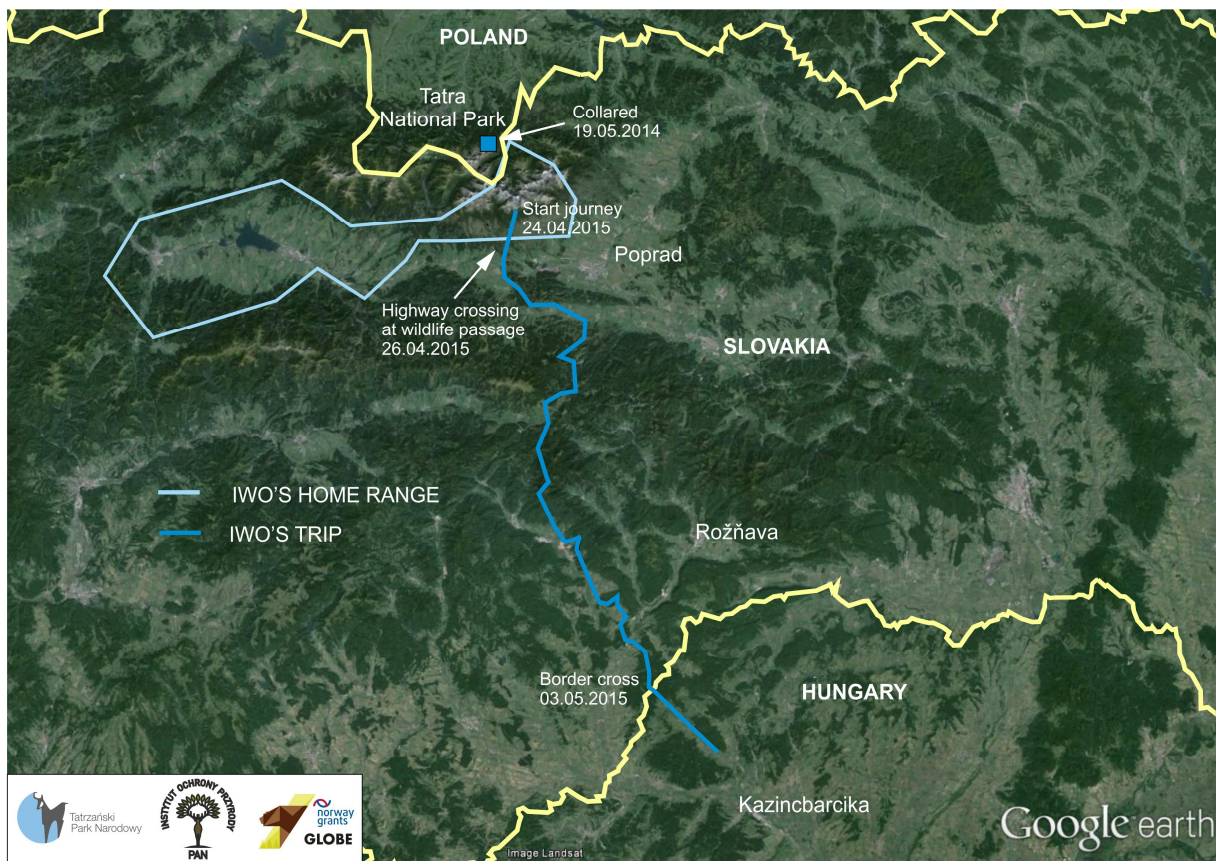 POLAND
Tatra
National Park
Collared
19.05.2014
Start journey
24.04.2015
Poprad
Highway crossing
at wildlife passage
26.04.2015
SLOVAKIA
IWO'S HOME RANGE
IWO'S TRIP
Rožňava
Border cross
03.05.2015
HUNGARY
Kazincbarcika
Tatrzański
Park Narodowy
INSTYTUT OCHRONY PRZYRODY
PAN
norway
grants
GLOBE
Image Landsat
Google earth